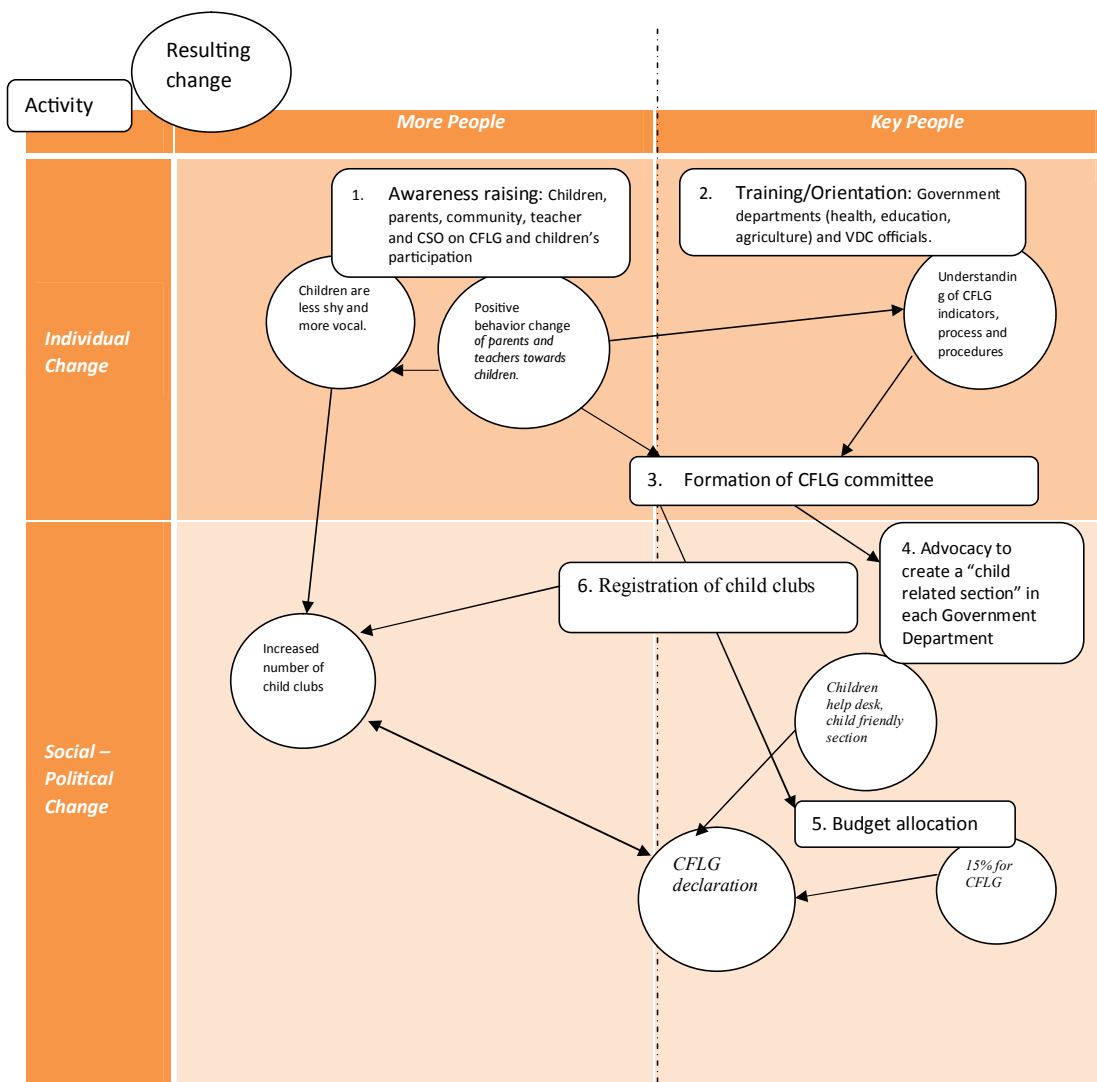 Resulting
change
Activity
More People
Key People
1. Awareness raising: Children,
parents, community, teacher
and CSO on CFLG and children's
participation
2. Training/Orientation: Government
departments (health, education,
agriculture) and VDC officials.
Children are
less shy and
more vocal.
Positive
behavior change
of parents and
teachers towards
children.
Understandin
g of CFLG
indicators,
process and
procedures
Individual
Change
3. Formation of CFLG committee
4. Advocacy to
create a “child
related section” in
each Government
Department
6. Registration of child clubs
Increased
number of
child clubs
Children
help desk,
child friendly
section
Social –
Political
Change
5. Budget allocation
CFLG
declaration
15% for
CFLG